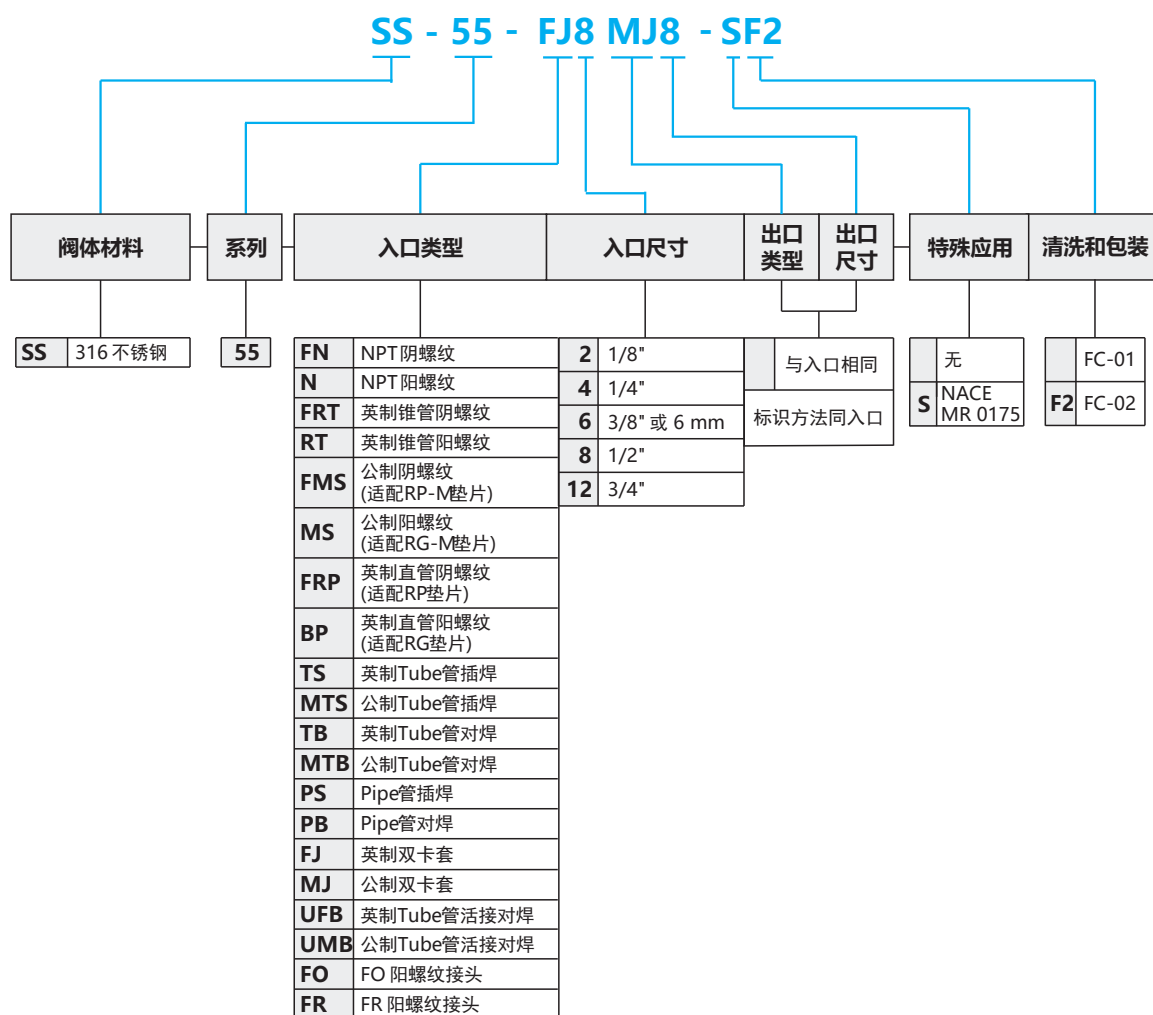 SS - 55 - FJ8 MJ8 - SF2
阀体材料
系列
入口类型
入口尺寸
出口
类型
出口
尺寸
特殊应用
清洗和包装
SS 316 不锈钢
55
FN NPT阴螺纹
N NPT阳螺纹
FRT 英制锥管阴螺纹
RT 英制锥管阳螺纹
FMS 公制阴螺纹
(适配RP-M垫片)
MS 公制阳螺纹
(适配RG-M垫片)
FRP 英制直管阴螺纹
(适配RP垫片)
BP 英制直管阳螺纹
(适配RG垫片)
TS 英制Tube管插焊
MTS 公制Tube管插焊
TB 英制Tube管对焊
MTB 公制Tube管对焊
PS Pipe管插焊
PB Pipe管对焊
FJ 英制双卡套
MJ 公制双卡套
UFB 英制Tube管活接对焊
UMB 公制Tube管活接对焊
FO FO 阳螺纹接头
FR FR 阳螺纹接头
2 1/8"
4 1/4"
6 3/8" 或 6 mm
8 1/2"
12 3/4"
与入口相同
标识方法同入口
无
S NACE
MR 0175
FC-01
F2 FC-02